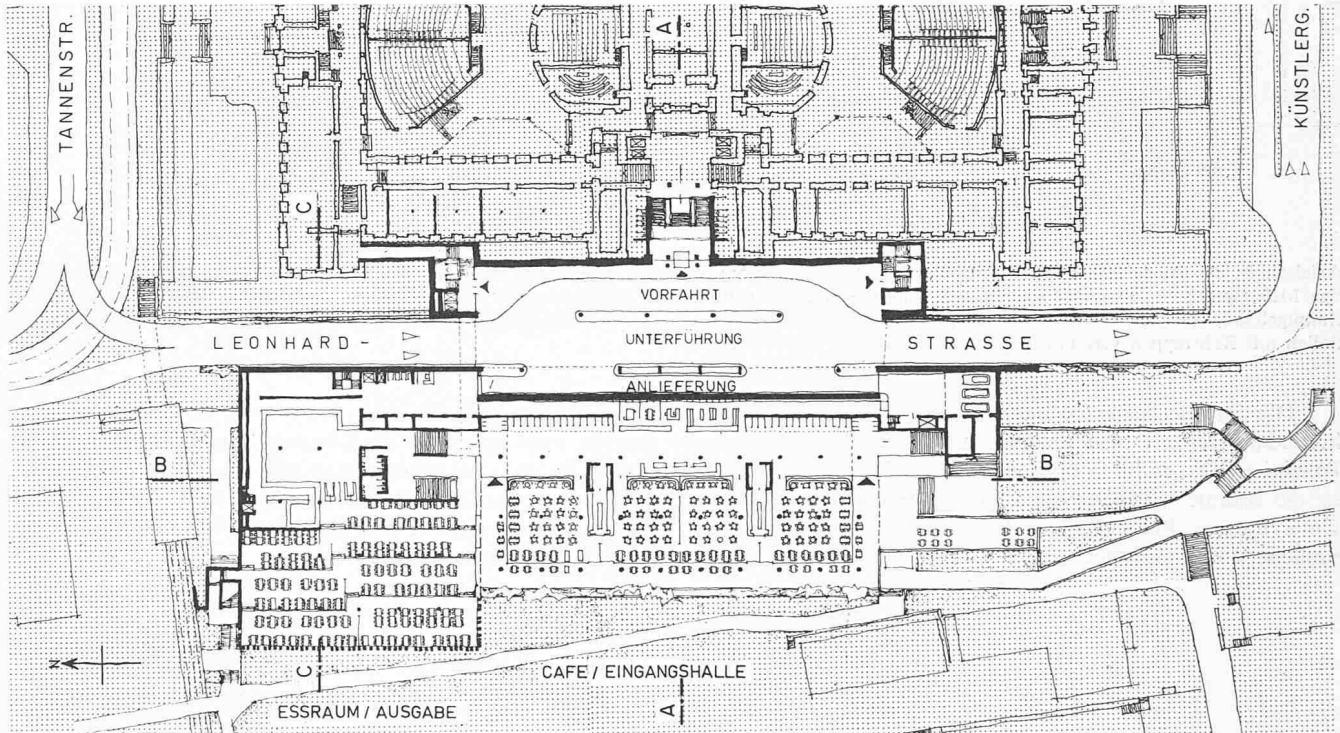 TANNENSTR.
KÜNSTLERG.
A
C
VORFAHRT
LEONHARD-
UNTERFÜHRUNG
STRASSE
ANLIEFERUNG
B
B
N
C
CAFE / EINGANGSHALLE
A
ESSRAUM / AUSGABE